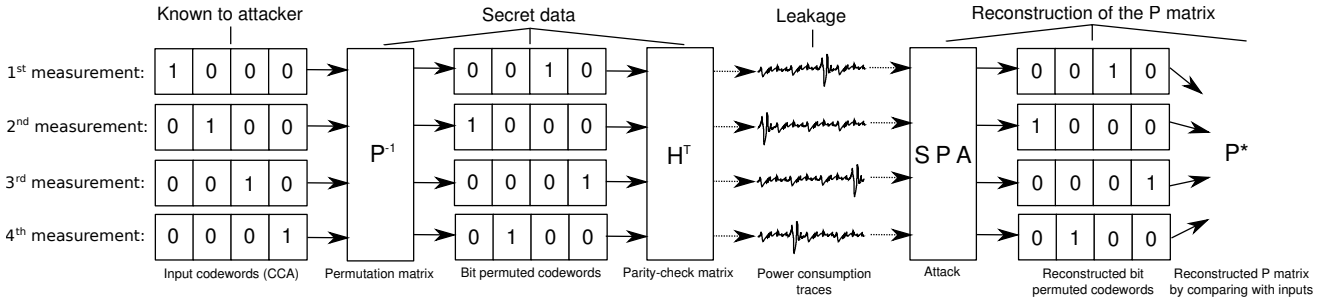 Known to attacker
Secret data
Leakage
Reconstruction of the P matrix
1st measurement: 1 0 0 0 0 0 1 0 0 0 1 0
2nd measurement: 0 1 0 0 1 0 0 0 1 0 0 0
P-1 HT S P A P*
3rd measurement: 0 0 1 0 0 0 0 1 0 0 0 1
4th measurement: 0 0 0 1 0 1 0 0 0 1 0 0
Input codewords (CCA)
Permutation matrix
Bit permuted codewords
Parity-check matrix
Power consumption
traces
Attack
Reconstructed bit
permuted codewords
Reconstructed P matrix
by comparing with inputs